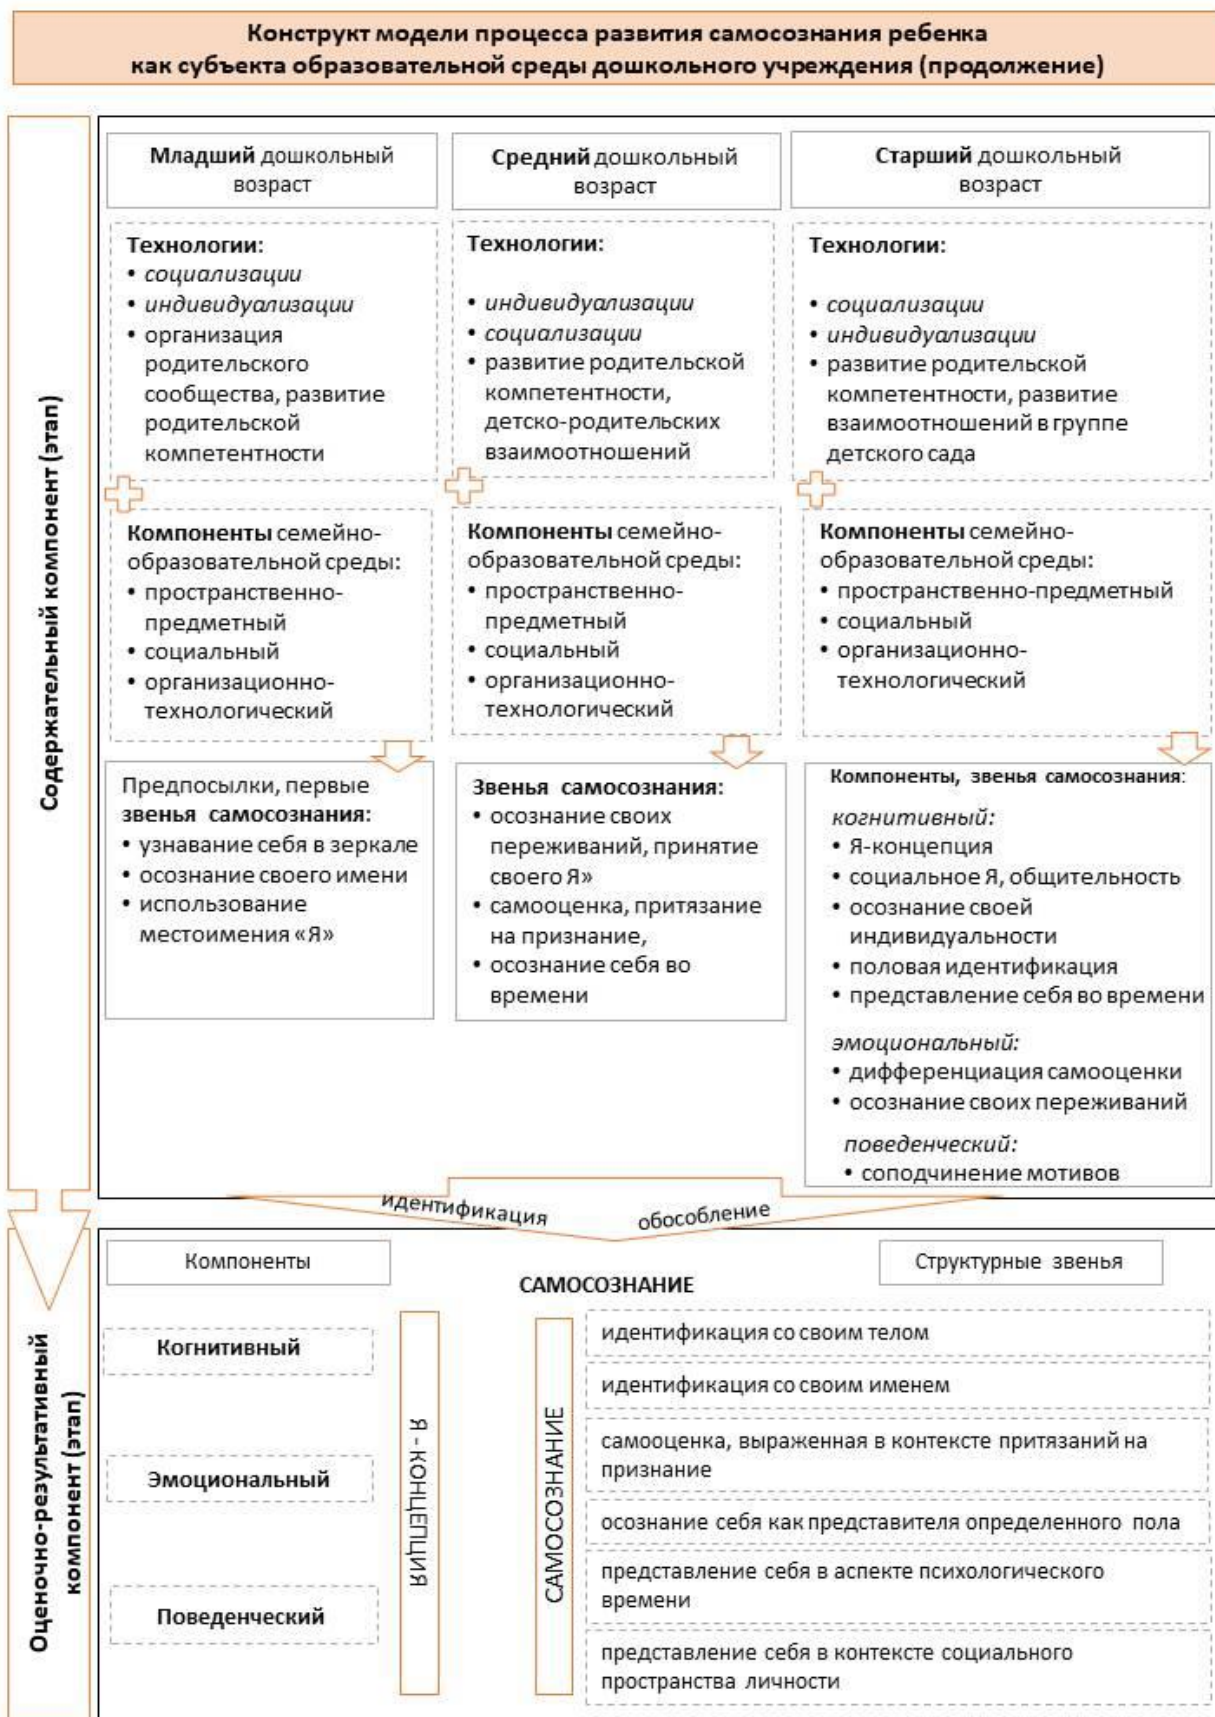 Конструкт модели процесса развития самосознания ребенка
как субъекта образовательной среды дошкольного учреждения (продолжение)
Содержательный компонент (этап)
Младший дошкольный
возраст
Технологии:
• социализации
• индивидуализации
• организация
родительского
сообщества, развитие
родительской
компетентности
Компоненты семейно-
образовательной среды:
• пространственно-
предметный
• социальный
• организационно-
технологический
Предпосылки, первые
звенья самосознания:
• узнавание себя в зеркале
• осознание своего имени
• использование
местоимения «Я»
Средний дошкольный
возраст
Технологии:
• индивидуализации
• социализации
• развитие родительской
компетентности,
детско-родительских
взаимоотношений
Компоненты семейно-
образовательной среды:
• пространственно-
предметный
• социальный
• организационно-
технологический
Звенья самосознания:
• осознание своих
переживаний, принятие
своего Я»
• самооценка, притязание
на признание,
• осознание себя во
времени
Старший дошкольный
возраст
Технологии:
• социализации
• индивидуализации
• развитие родительской
компетентности, развитие
взаимоотношений в группе
детского сада
Компоненты семейно-
образовательной среды:
• пространственно-предметный
• социальный
• организационно-
технологический
Компоненты, звенья самосознания:
когнитивный:
• Я-концепция
• социальное Я, общительность
• осознание своей
индивидуальности
• половая идентификация
• представление себя во времени
эмоциональный:
• дифференциация самооценки
• осознание своих переживаний
поведенческий:
• соподчинение мотивов
идентификация
обособление
Оценочно-результативный
компонент (этап)
Компоненты
Структурные звенья
САМОСОЗНАНИЕ
Когнитивный
Эмоциональный
Поведенческий
Я - КОНЦЕПЦИЯ
САМОСОЗНАНИЕ
идентификация со своим телом
идентификация со своим именем
самооценка, выраженная в контексте притязаний на
признание
осознание себя как представителя определенного пола
представление себя в аспекте психологического
времени
представление себя в контексте социального
пространства личности